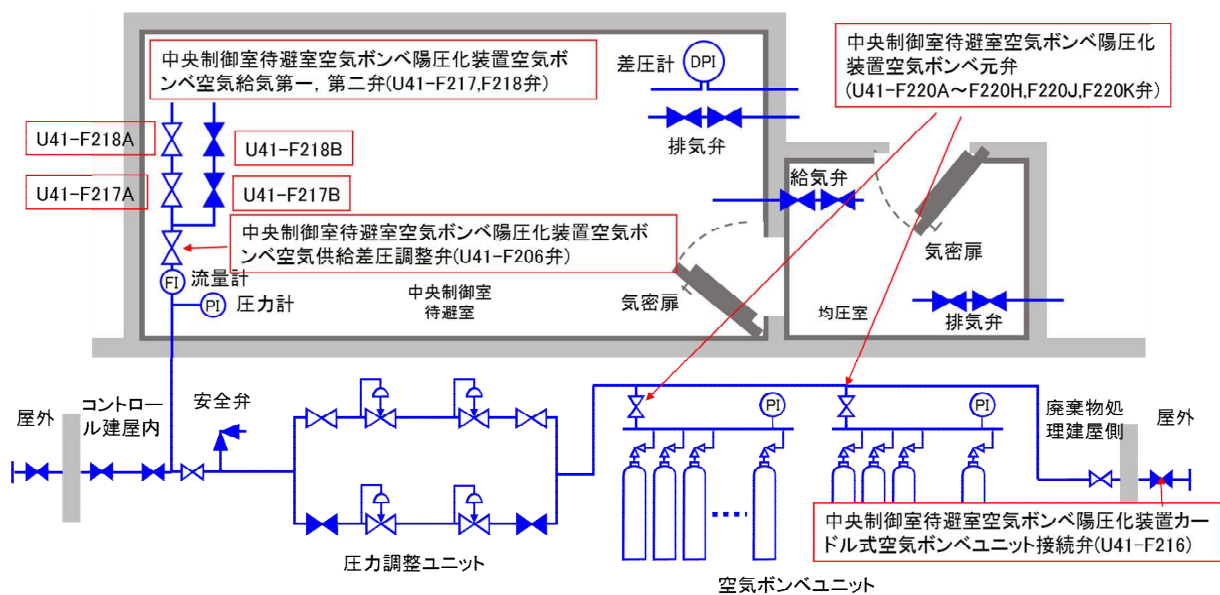 中央制御室待避室空気ボンベ陽圧化装置空気ボ
ンベ空気給気第一，第二弁(U41-F217,F218弁)
差圧計
DPI
排気弁
中央制御室待避室空気ボンベ陽圧化
装置空気ボンベ元弁
(U41-F220A～F220H,F220J,F220K弁)
U41-F218A
U41-F218B
U41-F217A
U41-F217B
給気弁
気密扉
中央制御室待避室空気ボンベ陽圧化装置空気ボ
ンベ空気供給差圧調整弁(U41-F206弁)
FI
流量計
PI
圧力計
中央制御室
待避室
気密扉
均圧室
排気弁
屋外
コントロー
ル建屋内
安全弁
PI
PI
廃棄物処
理建屋側
屋外
圧力調整ユニット
空気ボンベユニット
中央制御室待避室空気ボンベ陽圧化装置カー
ドル式空気ボンベユニット接続弁(U41-F216)